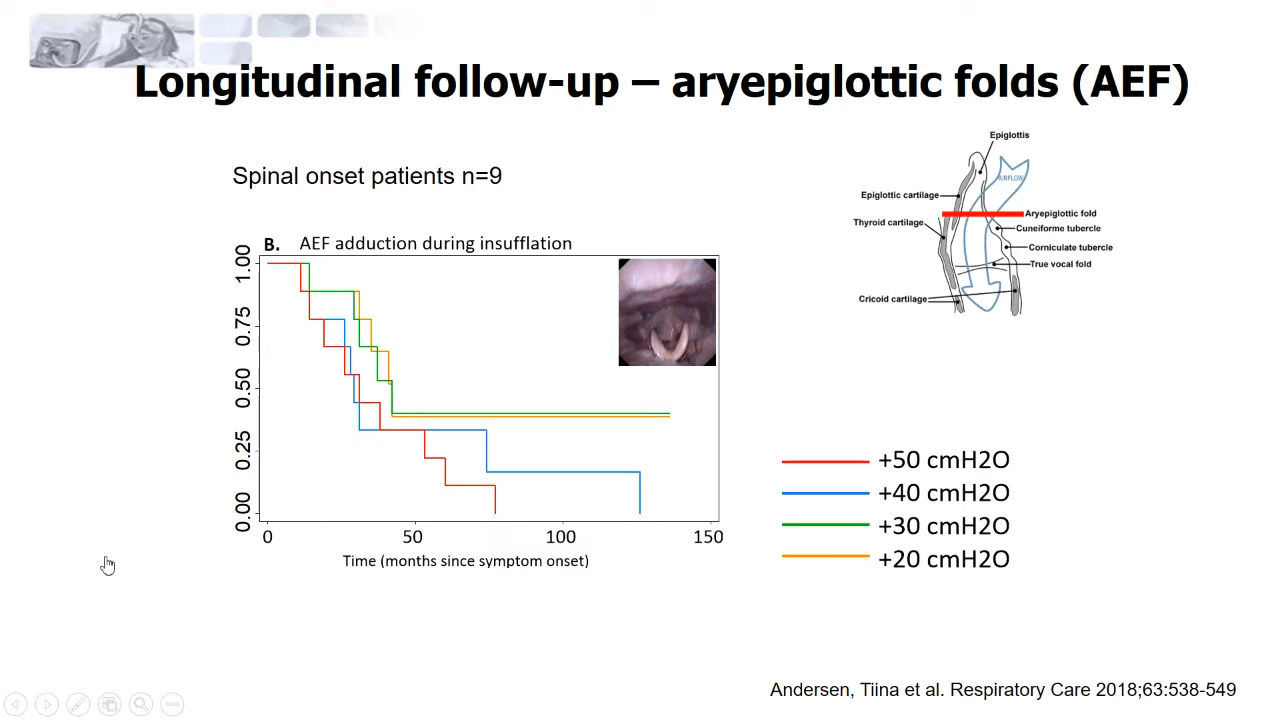 Longitudinal follow-up – aryepiglottic folds (AEF)
Spinal onset patients n=9
B. AEF adduction during insufflation
1.00
0.75
0.50
0.25
0.00
0 50 100 150
Time (months since symptom onset)
Epiglottis
AIRFLOW
Epiglottic cartilage
Aryepiglottic fold
Thyroid cartilage
Cuneiforme tubercle
Corniculate tubercle
True vocal fold
Cricoid cartilage
+50 cmH2O
+40 cmH2O
+30 cmH2O
+20 cmH2O
Andersen, Tiina et al. Respiratory Care 2018;63:538-549